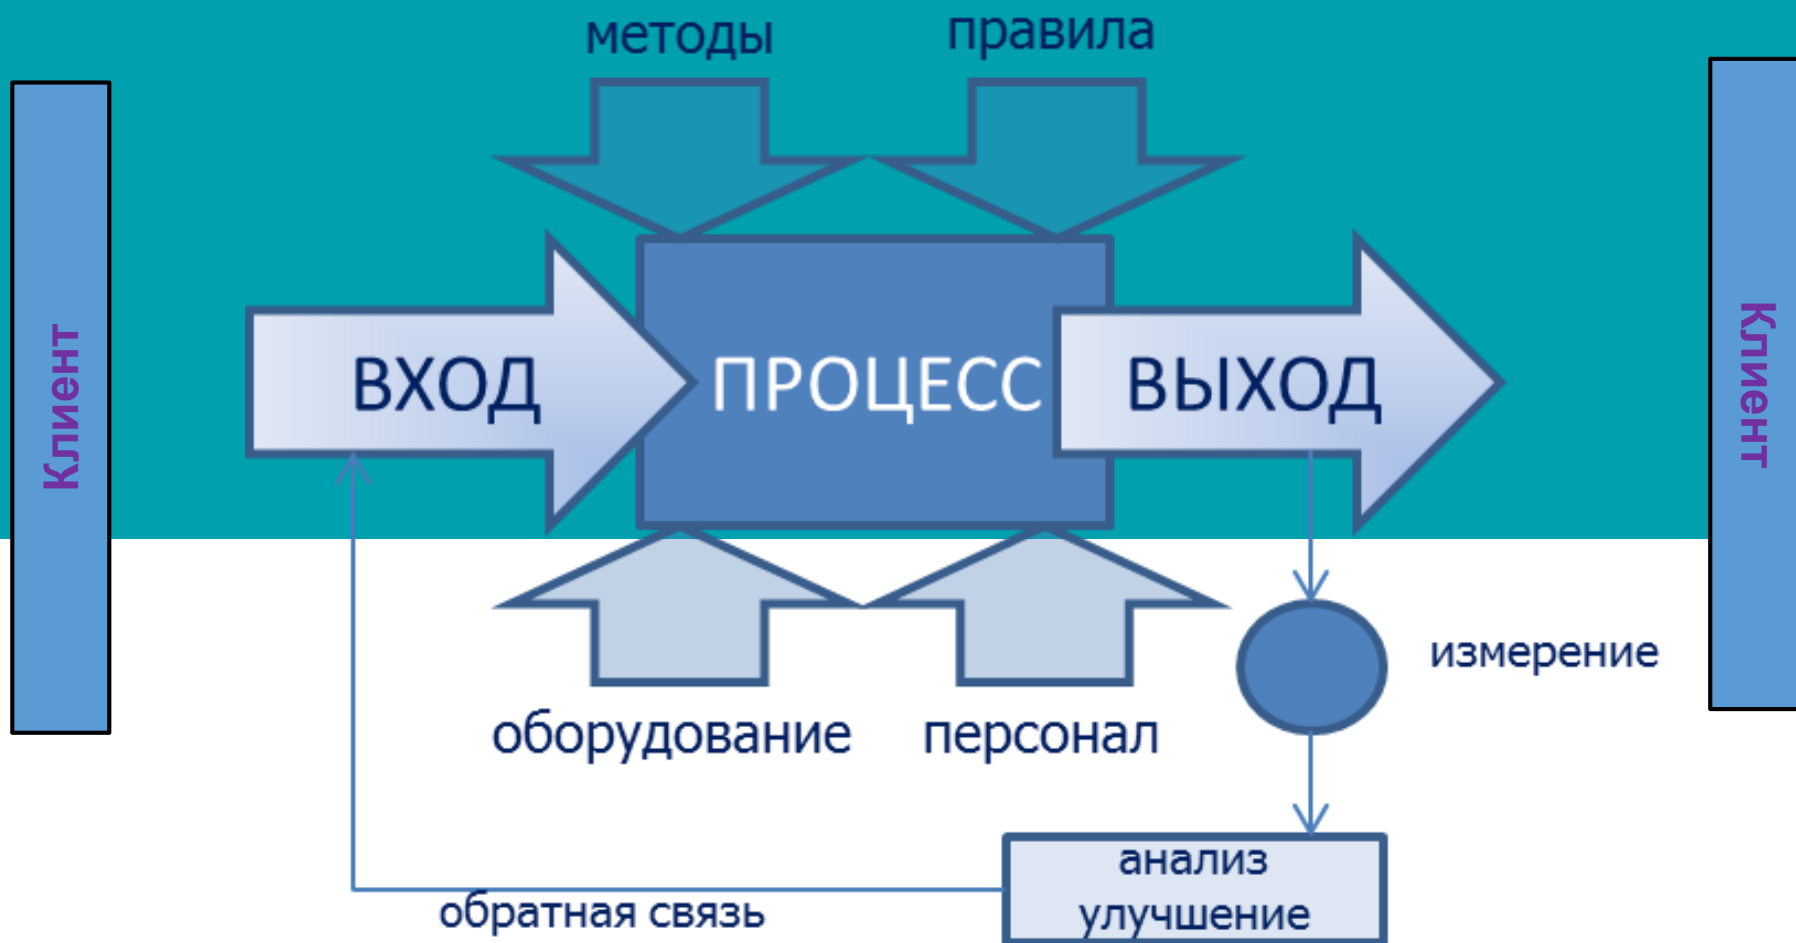 методы
правила
Клиент
ВХОД
ПРОЦЕСС
ВЫХОД
Клиент
оборудование
персонал
измерение
анализ
улучшение
обратная связь